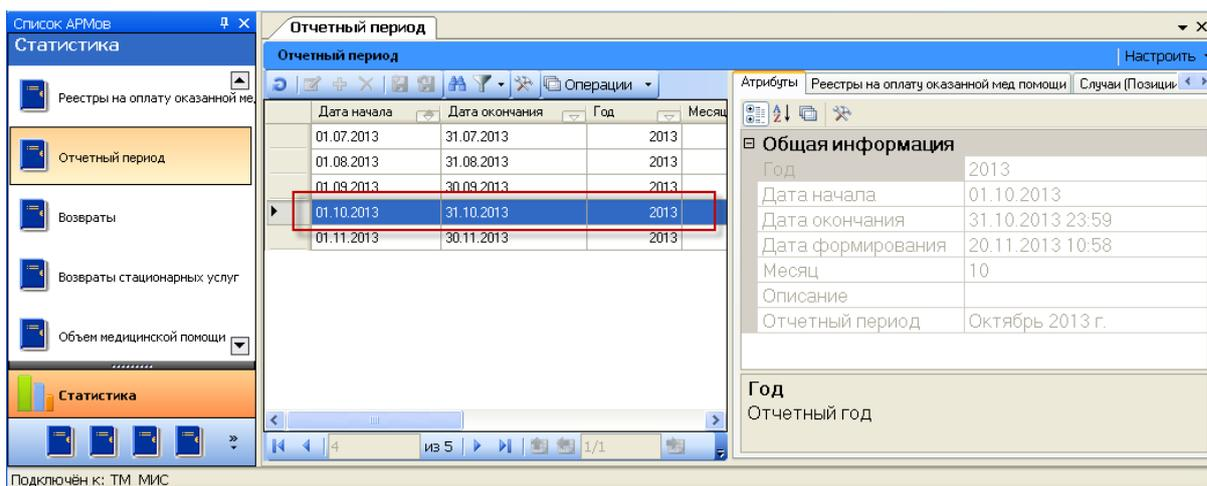 Список АРМов
Статистика
Реестры на оплату оказанной ме
Отчетный период
Возвраты
Возвраты стационарных услуг
Объем медицинской помощи
Статистика
Отчетный период
Отчетный период
Настроить
Операции
Дата начала Дата окончания Год Месяц
01.07.2013 31.07.2013 2013
01.08.2013 31.08.2013 2013
01.09.2013 30.09.2013 2013
01.10.2013 31.10.2013 2013
01.11.2013 30.11.2013 2013
4 из 5 1/1
Атрибуты Реестры на оплату оказанной мед помощи Случаи (Позиции
Общая информация
Год 2013
Дата начала 01.10.2013
Дата окончания 31.10.2013 23:59
Дата формирования 20.11.2013 10:58
Месяц 10
Описание
Отчетный период Октябрь 2013 г.
Год
Отчетный год
Подключён к: ТМ МИС